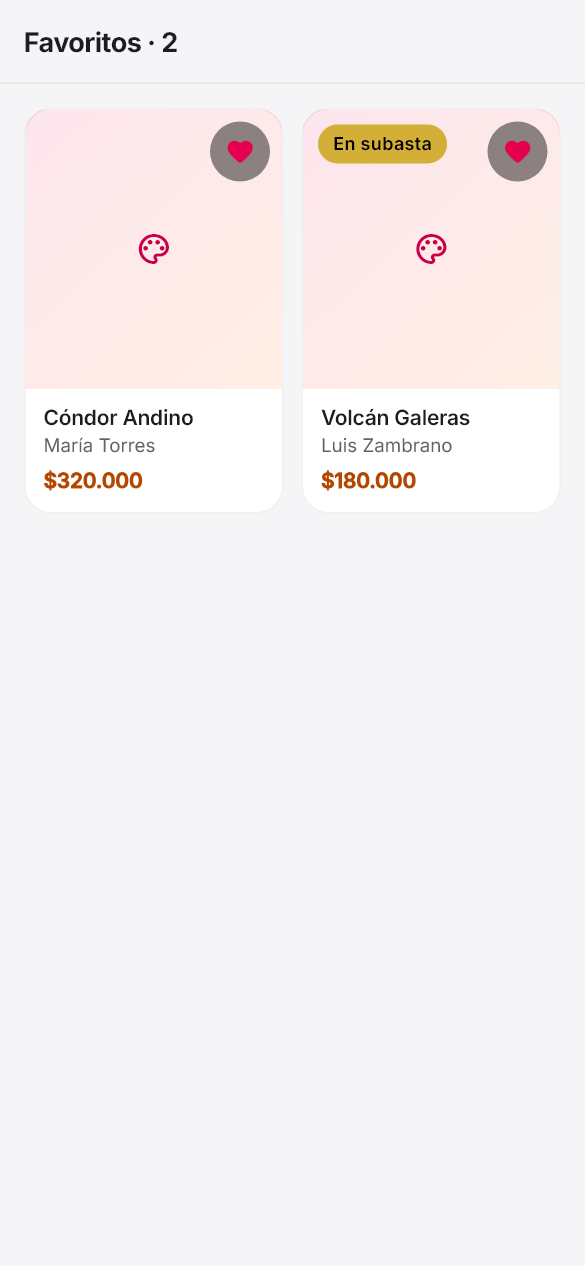 Favoritos · 2
En subasta
Cóndor Andino
María Torres
$320.000
Volcán Galeras
Luis Zambrano
$180.000